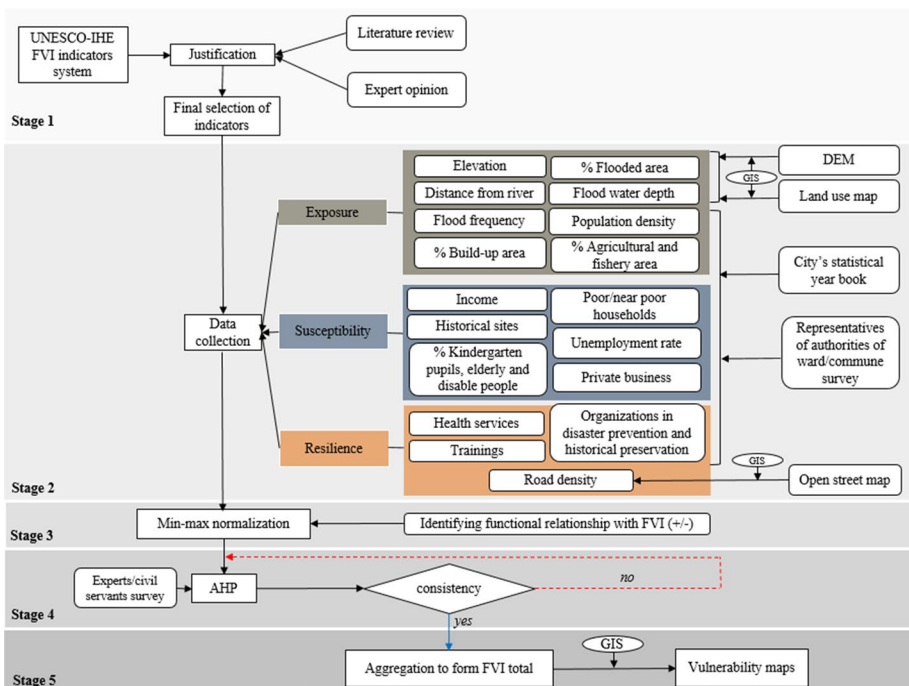 UNESCO-IHE
FVI indicators
system
Justification
Literature review
Expert opinion
Final selection of
indicators
Stage 1
Elevation
% Flooded area
DEM
GIS
Distance from river
Flood water depth
Land use map
Exposure
Flood frequency
Population density
% Build-up area
% Agricultural and
fishery area
City's statistical
year book
Data
collection
Susceptibility
Income
Poor/near poor
households
Historical sites
Unemployment rate
% Kindergarten
pupils, elderly and
disable people
Private business
Representatives
of authorities of
ward/commune
survey
Resilience
Health services
Organizations in
disaster prevention and
historical preservation
Trainings
Road density
GIS
Open street map
Stage 2
Min-max normalization
Identifying functional relationship with FVI (+/-)
Stage 3
Experts/civil
servants survey
AHP
consistency
no
yes
Stage 4
Aggregation to form FVI total
GIS
Vulnerability maps
Stage 5